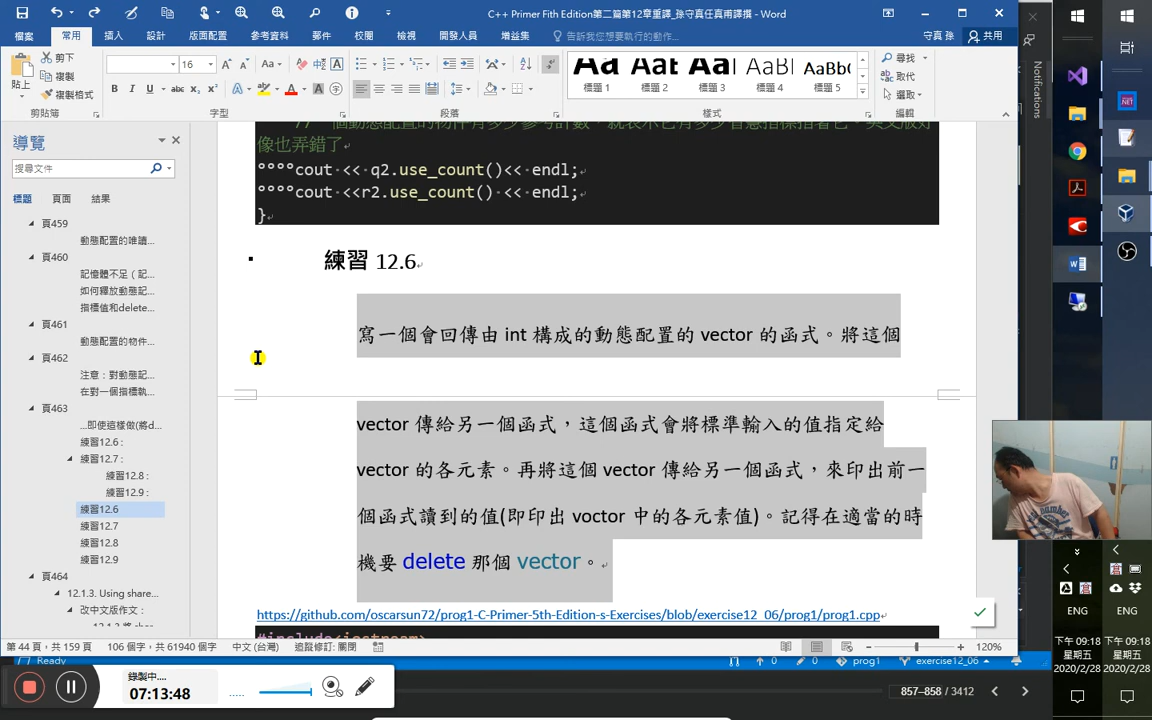 C++ Primer Fith Edition第二篇第12章重譯_孫守真任真甫譯撰 - Word
檔案 常用 插入 設計 版面配置 參考資料 郵件 校閱 檢視 開發人員 增益集 告訴我您想要執行的動作... 守真 孫 共用
貼上 剪下 複製 複製格式
16
標題 1 標題 2 標題 3 標題 4 標題 5
尋找 取代 選取
剪貼簿 字型 段落 樣式 編輯
Notifications
導覽
搜尋文件
標題 頁面 結果
頁459
動態配置的唯讀...
頁460
記憶體不足（記...
如何釋放動態記...
指標值和delete...
頁461
動態配置的物件...
頁462
注意：對動態記...
在對一個指標執...
頁463
...即使這樣做(將d...
練習12.6 :
練習12.7 :
練習12.8 :
練習12.9 :
練習12.6
練習12.7
練習12.8
練習12.9
頁464
12.1.3. Using share...
改中文版作文：
像也弄錯了
cout << q2.use_count()<< endl;
cout <<r2.use_count() << endl;
}
練習 12.6
寫一個會回傳由 int 構成的動態配置的 vector 的函式。將這個
vector 傳給另一個函式，這個函式會將標準輸入的值指定給
vector 的各元素。再將這個 vector 傳給另一個函式，來印出前一
個函式讀到的值(即印出 voctor 中的各元素值)。記得在適當的時
機要 delete 那個 vector。
https://github.com/oscarsun72/prog1-C-Primer-5th-Edition-s-Exercises/blob/exercise12_06/prog1/prog1.cpp
#include<iostream>
第 44 頁，共 159 頁 106 個字，共 61940 個字 中文 (台灣) 追蹤修訂: 關閉 120%
Ready 0 0 prog1 exercise12_06
錄製中....
07:13:48
857–858 / 3412
ENG ENG
下午 09:18 下午 09:18
星期五 星期五
2020/2/28 2020/2/28